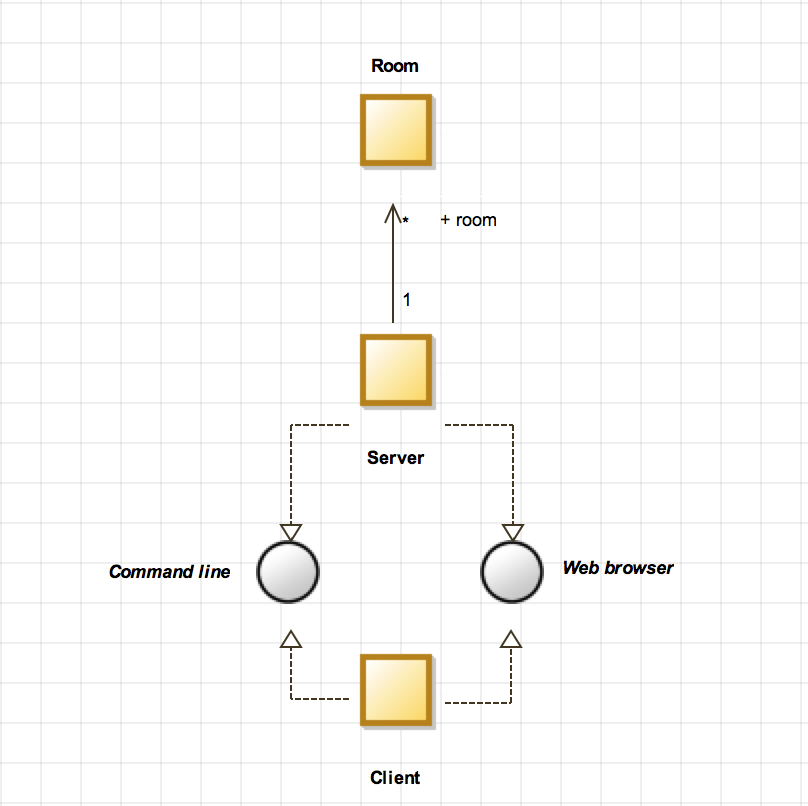 Room
* + room
1
Server
Command line
Web browser
Client